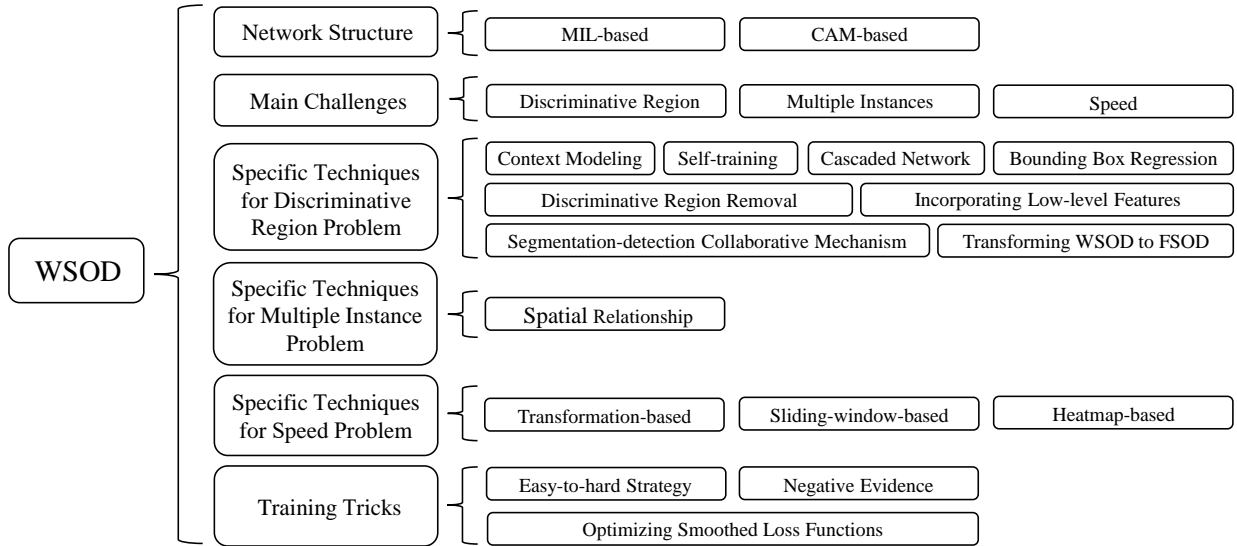 WSOD
Network Structure
MIL-based
CAM-based
Main Challenges
Discriminative Region
Multiple Instances
Speed
Specific Techniques
for Discriminative
Region Problem
Context Modeling
Self-training
Cascaded Network
Bounding Box Regression
Discriminative Region Removal
Incorporating Low-level Features
Segmentation-detection Collaborative Mechanism
Transforming WSOD to FSOD
Specific Techniques
for Multiple Instance
Problem
Spatial Relationship
Specific Techniques
for Speed Problem
Transformation-based
Sliding-window-based
Heatmap-based
Training Tricks
Easy-to-hard Strategy
Negative Evidence
Optimizing Smoothed Loss Functions